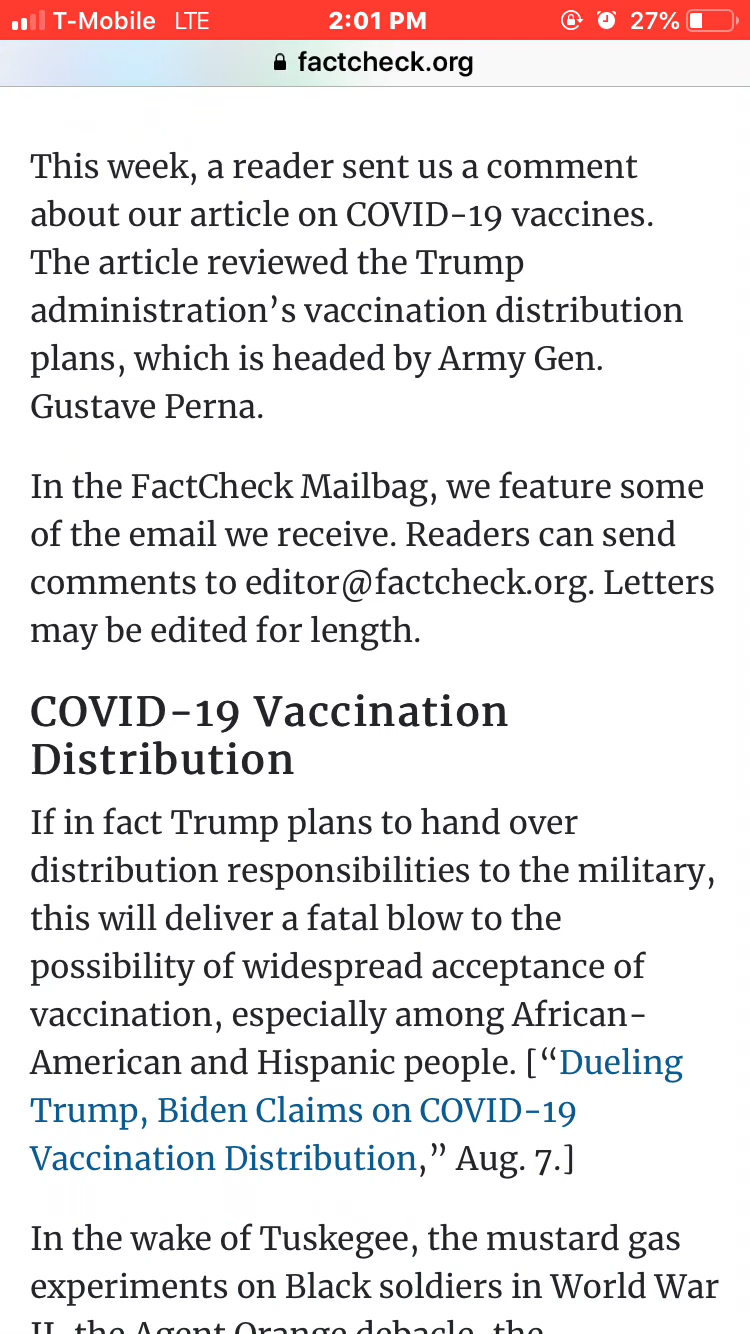 T-Mobile LTE 2:01 PM 27%
factcheck.org
This week, a reader sent us a comment
about our article on COVID-19 vaccines.
The article reviewed the Trump
administration’s vaccination distribution
plans, which is headed by Army Gen.
Gustave Perna.
In the FactCheck Mailbag, we feature some
of the email we receive. Readers can send
comments to editor@factcheck.org. Letters
may be edited for length.
COVID-19 Vaccination
Distribution
If in fact Trump plans to hand over
distribution responsibilities to the military,
this will deliver a fatal blow to the
possibility of widespread acceptance of
vaccination, especially among African-
American and Hispanic people. [“Dueling
Trump, Biden Claims on COVID-19
Vaccination Distribution,” Aug. 7.]
In the wake of Tuskegee, the mustard gas
experiments on Black soldiers in World War
II, the Agent Orange debacle, the